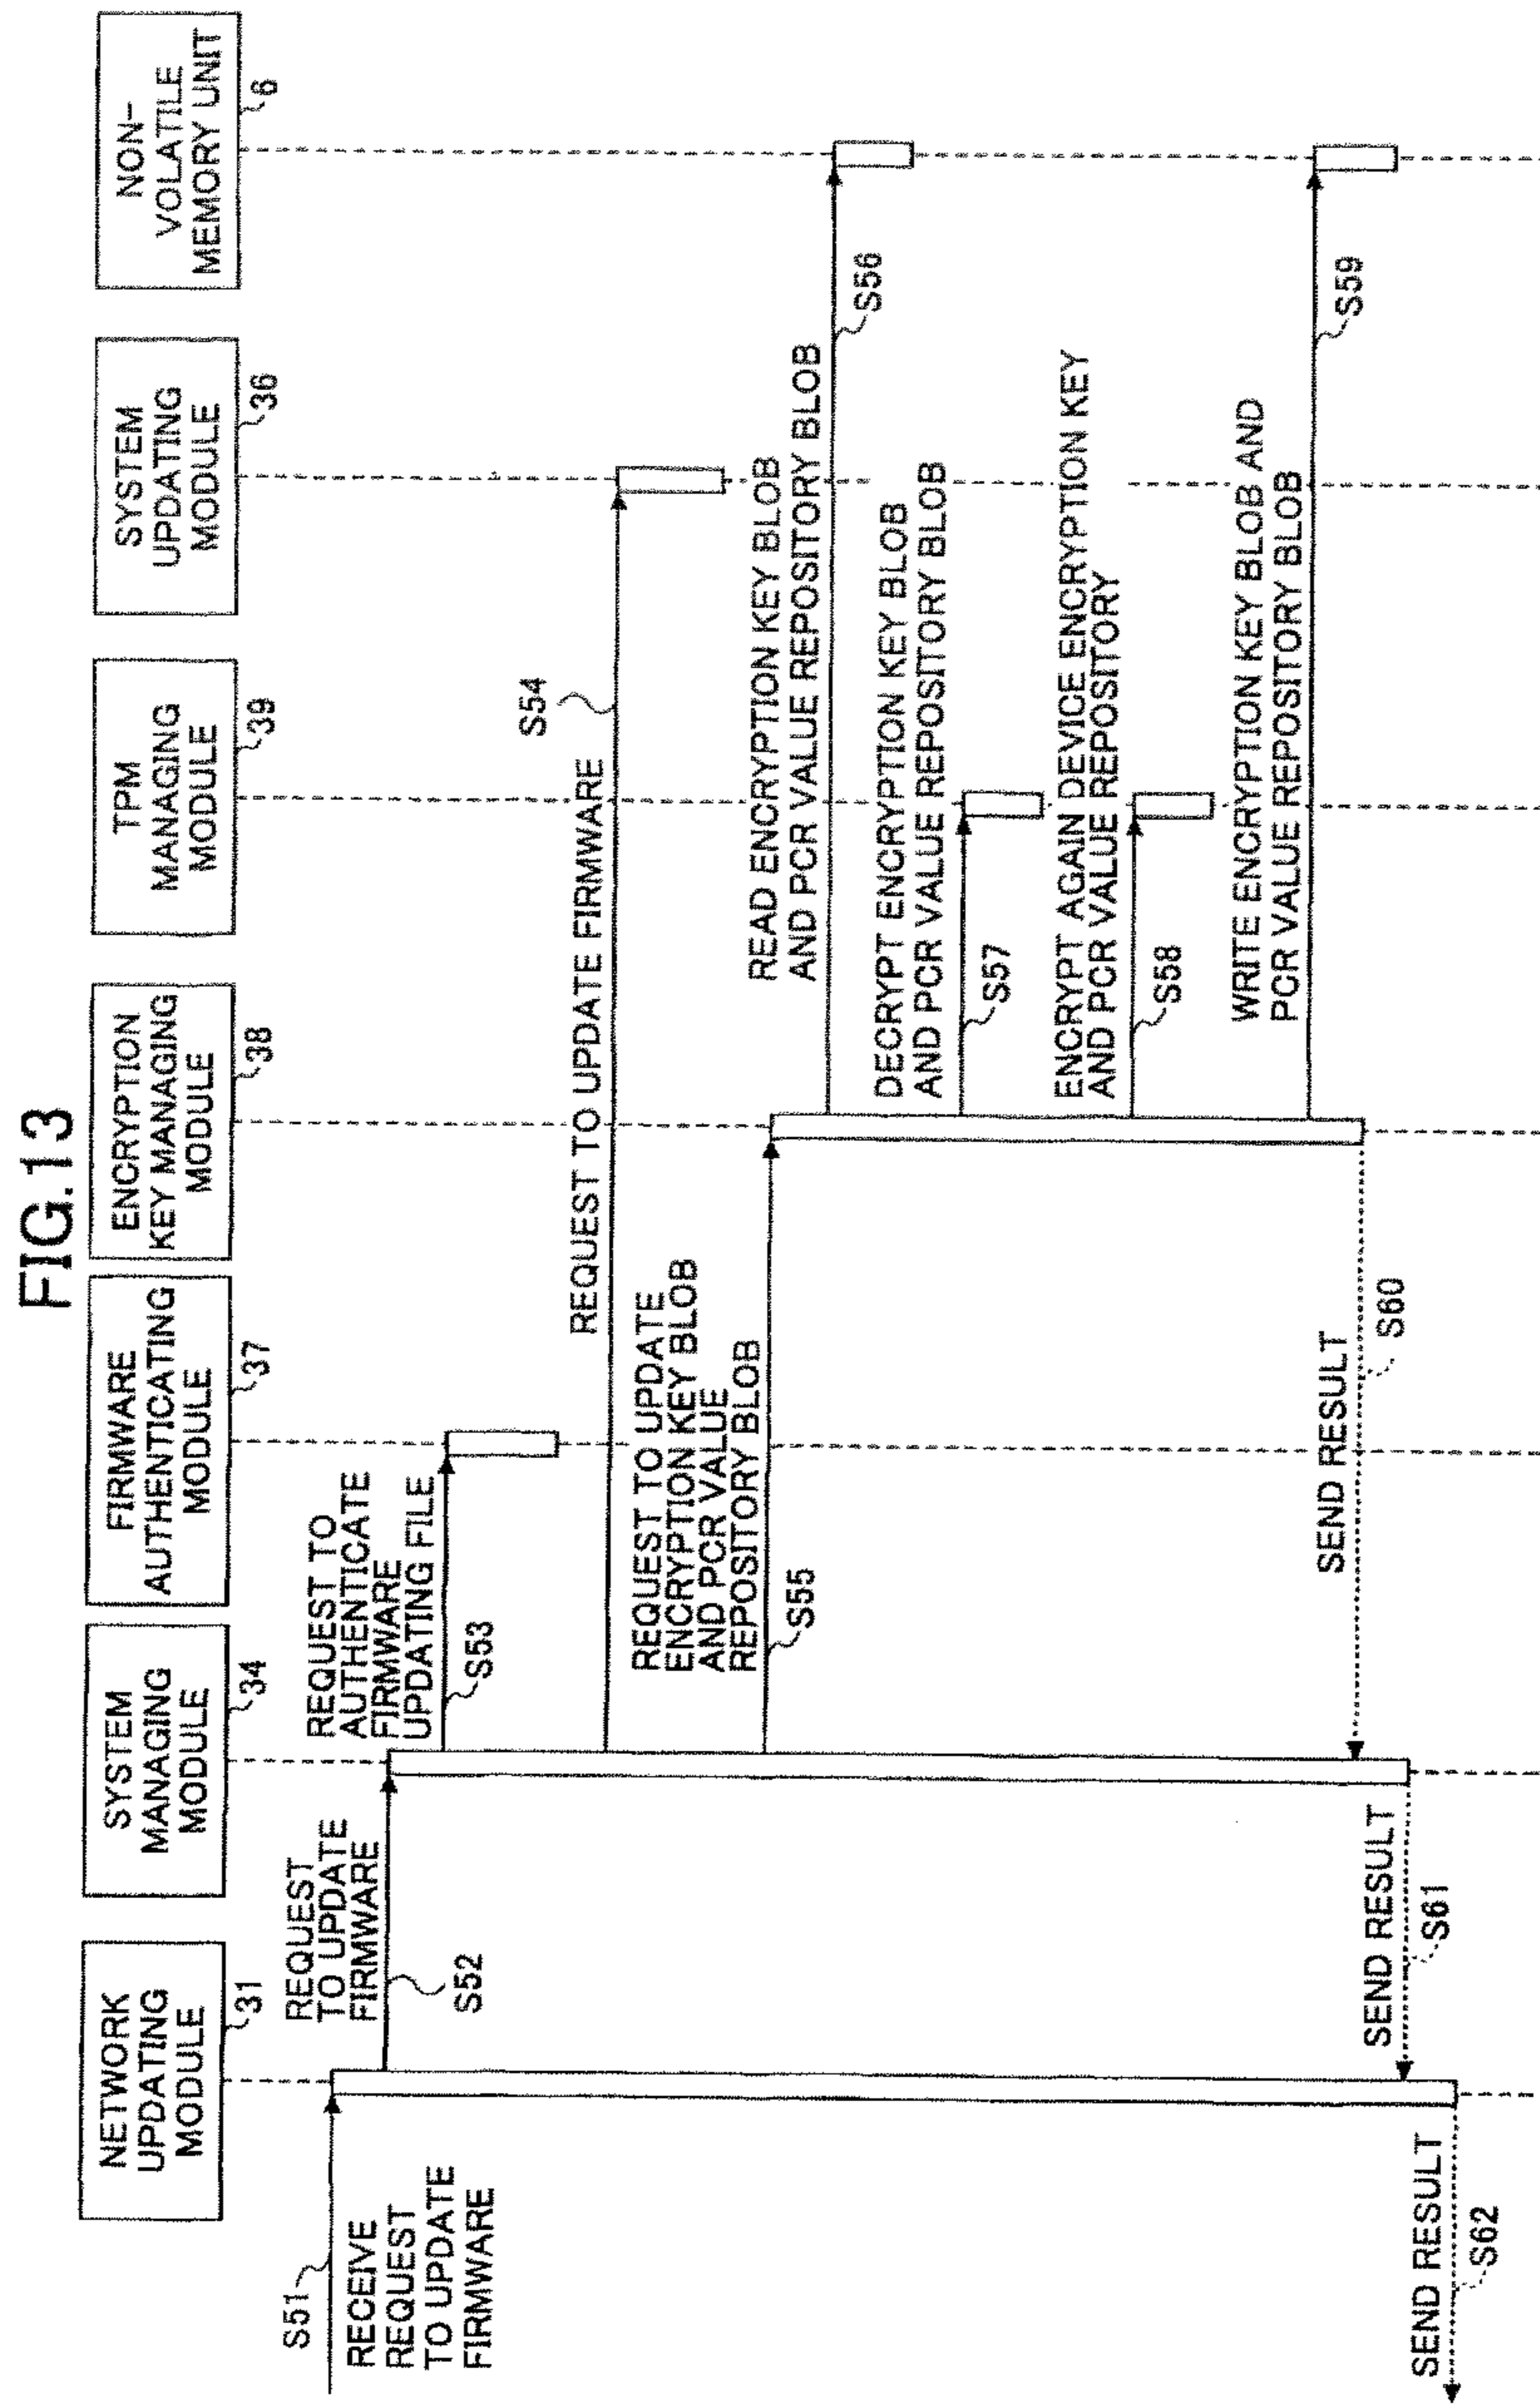 FIG.13
NETWORK
UPDATING
MODULE
31
SYSTEM
MANAGING
MODULE
34
FIRMWARE
AUTHENTICATING
MODULE
37
ENCRYPTION
KEY MANAGING
MODULE
38
TPM
MANAGING
MODULE
39
SYSTEM
UPDATING
MODULE
36
NON-
VOLATILE
MEMORY UNIT
6
S51
RECEIVE
REQUEST
TO UPDATE
FIRMWARE
REQUEST
TO UPDATE
FIRMWARE
S52
REQUEST TO
AUTHENTICATE
FIRMWARE
UPDATING FILE
S53
REQUEST TO UPDATE FIRMWARE
S54
REQUEST TO UPDATE
ENCRYPTION KEY BLOB
AND PCR VALUE
REPOSITORY BLOB
S55
READ ENCRYPTION KEY BLOB
AND PCR VALUE REPOSITORY BLOB
S56
DECRYPT ENCRYPTION KEY BLOB
AND PCR VALUE REPOSITORY BLOB
S57
ENCRYPT AGAIN DEVICE ENCRYPTION KEY
AND PCR VALUE REPOSITORY
S58
WRITE ENCRYPTION KEY BLOB AND
PCR VALUE REPOSITORY BLOB
S59
SEND RESULT
S60
SEND RESULT
S61
SEND RESULT
S62